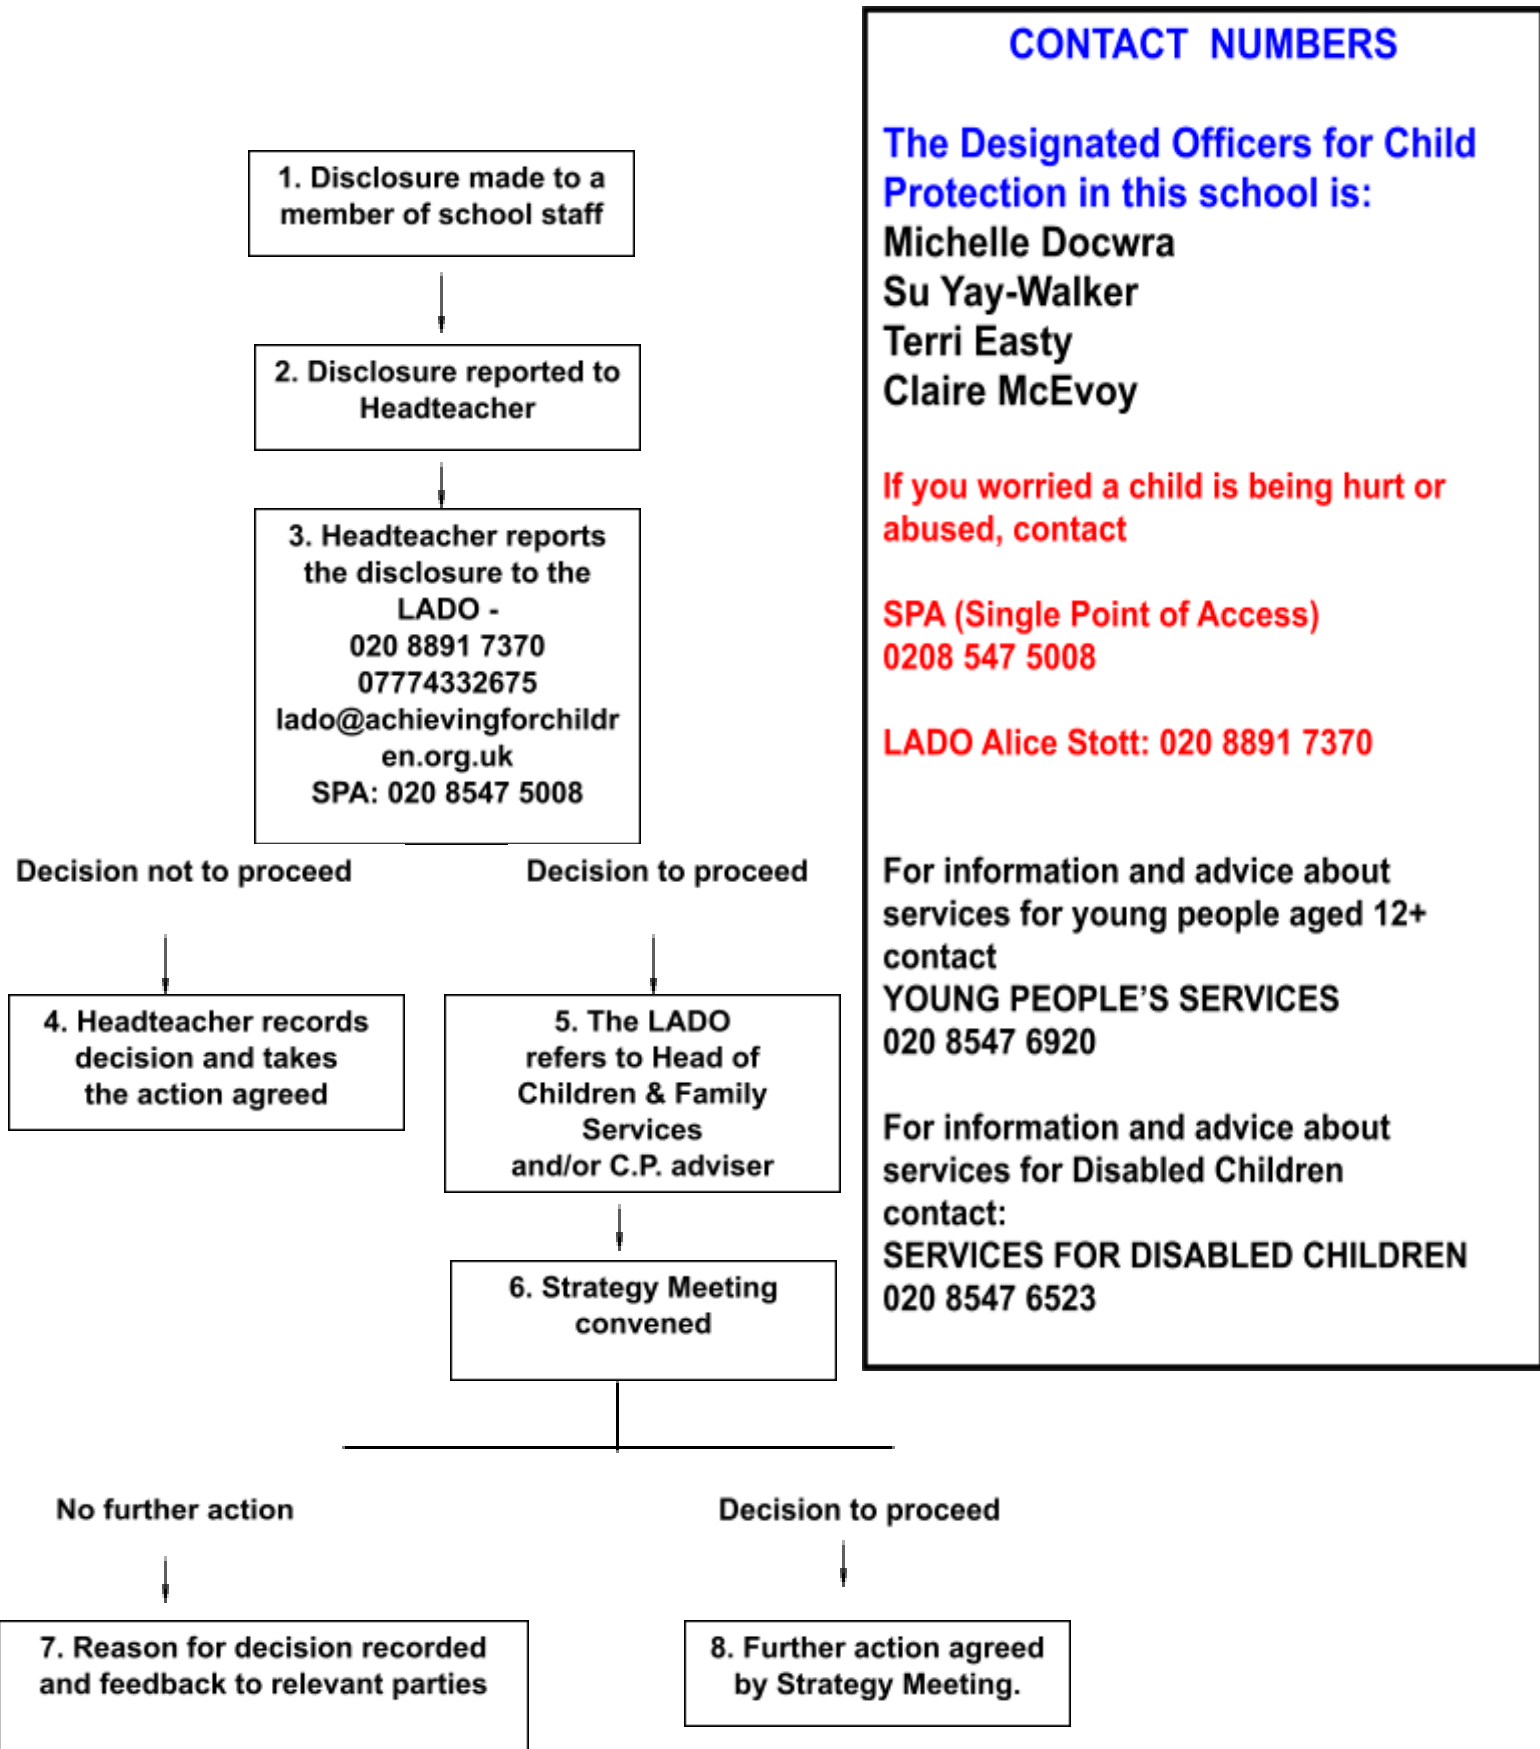 1. Disclosure made to a
member of school staff
2. Disclosure reported to
Headteacher
3. Headteacher reports
the disclosure to the
LADO -
020 8891 7370
07774332675
lado@achievingforchildr
en.org.uk
SPA: 020 8547 5008
Decision not to proceed
Decision to proceed
4. Headteacher records
decision and takes
the action agreed
5. The LADO
refers to Head of
Children & Family
Services
and/or C.P. adviser
6. Strategy Meeting
convened
No further action
Decision to proceed
7. Reason for decision recorded
and feedback to relevant parties
8. Further action agreed
by Strategy Meeting.
CONTACT NUMBERS
The Designated Officers for Child
Protection in this school is:
Michelle Docwra
Su Yay-Walker
Terri Easty
Claire McEvoy
If you worried a child is being hurt or
abused, contact
SPA (Single Point of Access)
0208 547 5008
LADO Alice Stott: 020 8891 7370
For information and advice about
services for young people aged 12+
contact
YOUNG PEOPLE’S SERVICES
020 8547 6920
For information and advice about
services for Disabled Children
contact:
SERVICES FOR DISABLED CHILDREN
020 8547 6523